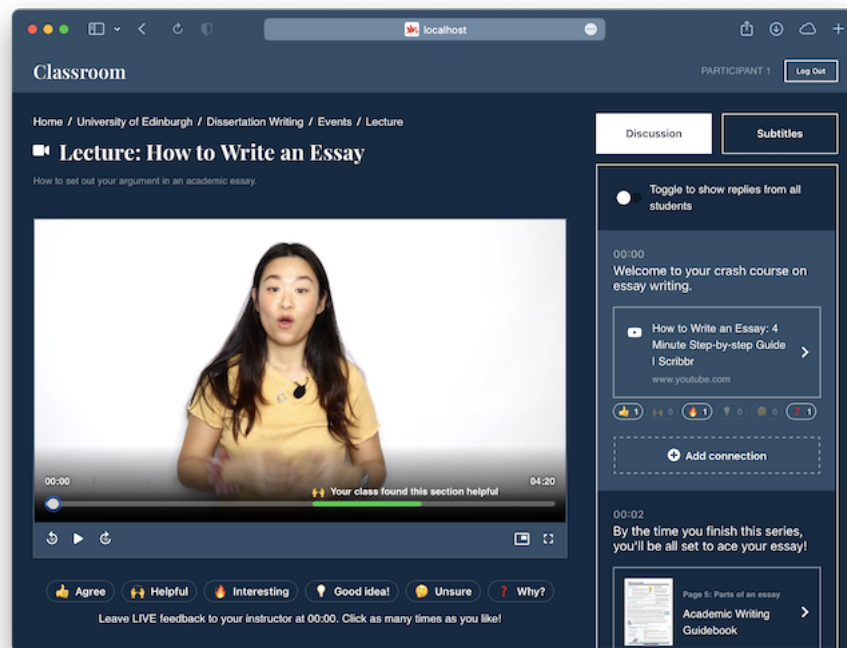 localhost
Classroom
PARTICIPANT 1
Log Out
Home / University of Edinburgh / Dissertation Writing / Events / Lecture
Lecture: How to Write an Essay
How to set out your argument in an academic essay.
00:00
04:20
🙌 Your class found this section helpful
👍 Agree
🙌 Helpful
🔥 Interesting
💡 Good idea!
🤔 Unsure
❓ Why?
Leave LIVE feedback to your instructor at 00:00. Click as many times as you like!
Discussion
Subtitles
Toggle to show replies from all
students
00:00
Welcome to your crash course on
essay writing.
How to Write an Essay: 4
Minute Step-by-step Guide
| Scribbr
www.youtube.com
👍 1 🙌 0 🔥 1 💡 0 🤔 0 ❓ 1
Add connection
00:02
By the time you finish this series,
you'll be all set to ace your essay!
Page 5: Parts of an essay
Academic Writing
Guidebook